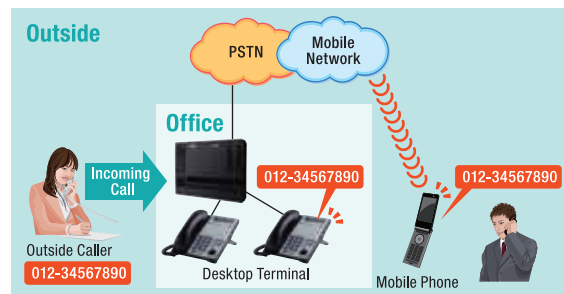 Outside
PSTN
Mobile
Network
Office
Incoming
Call
012-34567890
012-34567890
Outside Caller
012-34567890
Desktop Terminal
Mobile Phone